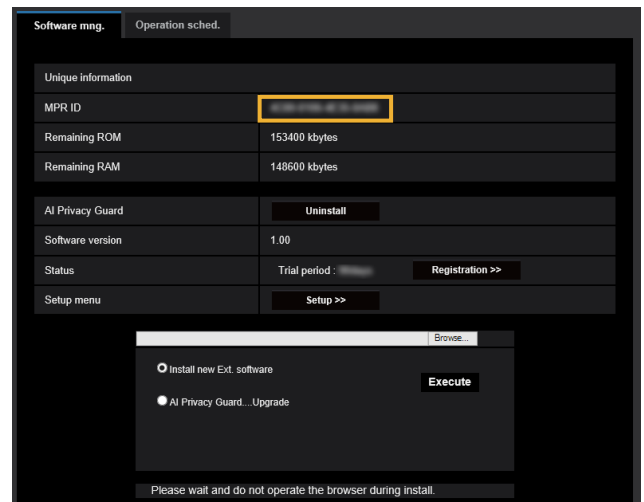 Software mng. Operation sched.
Unique information
MPR ID
Remaining ROM 153400 kbytes
Remaining RAM 148600 kbytes
AI Privacy Guard Uninstall
Software version 1.00
Status Trial period : Registration >>
Setup menu Setup >>
Browse...
Install new Ext. software
Execute
AI Privacy Guard....Upgrade
Please wait and do not operate the browser during install.